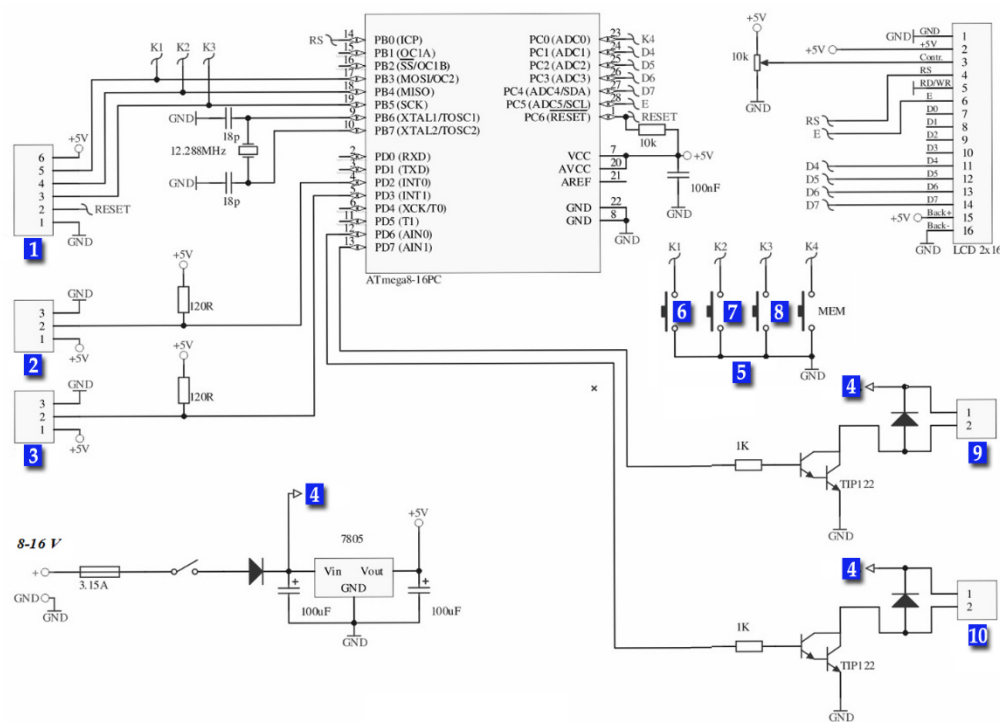 K1
K2
K3
RS
14
PB0 (ICP)
15
PB1 (OC1A)
16
PB2 (SS/OC1B)
17
PB3 (MOSI/OC2)
18
PB4 (MISO)
19
PB5 (SCK)
9
PB6 (XTAL1/TOSC1)
10
PB7 (XTAL2/TOSC2)
2
PD0 (RXD)
3
PD1 (TXD)
4
PD2 (INT0)
5
PD3 (INT1)
6
PD4 (XCK/T0)
11
PD5 (T1)
12
PD6 (AIN0)
13
PD7 (AIN1)
PC0 (ADC0)
23
K4
PC1 (ADC1)
24
D4
PC2 (ADC2)
25
D5
PC3 (ADC3)
26
D6
PC4 (ADC4/SDA)
27
D7
PC5 (ADC5/SCL)
28
E
PC6 (RESET)
1
RESET
10k
VCC
7
+5V
AVCC
20
AREF
21
100nF
GND
22
GND
8
GND
ATmega8-16PC
GND
18p
12.288MHz
GND
18p
6
+5V
5
4
3
2
RESET
1
GND
1
+5V
10k
GND
GND
GND
1
+5V
+5V
2
Contr.
3
RS
4
RD/WR
5
E
6
D0
7
D1
8
D2
9
D3
10
D4
11
D5
12
D6
13
D7
14
+5V
Back+
15
Back-
16
GND
RS
E
D4
D5
D6
D7
LCD 2x16
K1
K2
K3
K4
6
7
8
MEM
5
GND
GND
3
2
1
+5V
2
+5V
120R
GND
3
2
1
+5V
3
+5V
120R
4
1
2
9
1K
TIP122
GND
4
1
2
10
1K
TIP122
GND
8-16 V
+
3.15A
GND
GND
4
7805
Vin
Vout
GND
+5V
+
100uF
+
100uF
GND